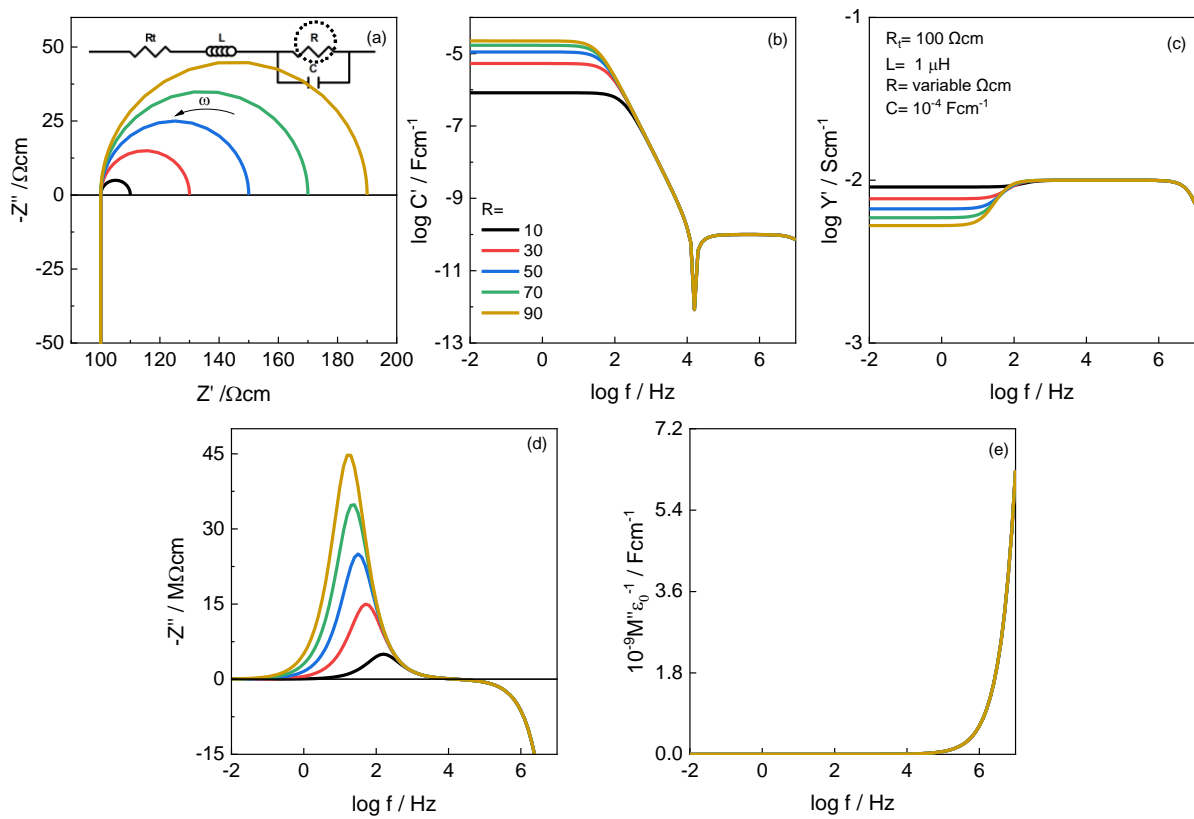 Rt
L
R
C
(a)
ω
50
25
0
-25
-50
-Z'' /Ωcm
100
120
140
160
180
200
Z' /Ωcm
(b)
-5
-7
-9
-11
-13
log C' / Fcm-1
R=
10
30
50
70
90
-2
0
2
4
6
log f / Hz
(c)
Rt= 100 Ωcm
L= 1 μH
R= variable Ωcm
C= 10-4 Fcm-1
-1
-2
-3
log Y' / Scm-1
-2
0
2
4
6
log f / Hz
(d)
45
30
15
0
-15
-Z'' / MΩcm
-2
0
2
4
6
log f / Hz
(e)
7.2
5.4
3.6
1.8
0.0
10-9M''ε0-1 / Fcm-1
-2
0
2
4
6
log f / Hz